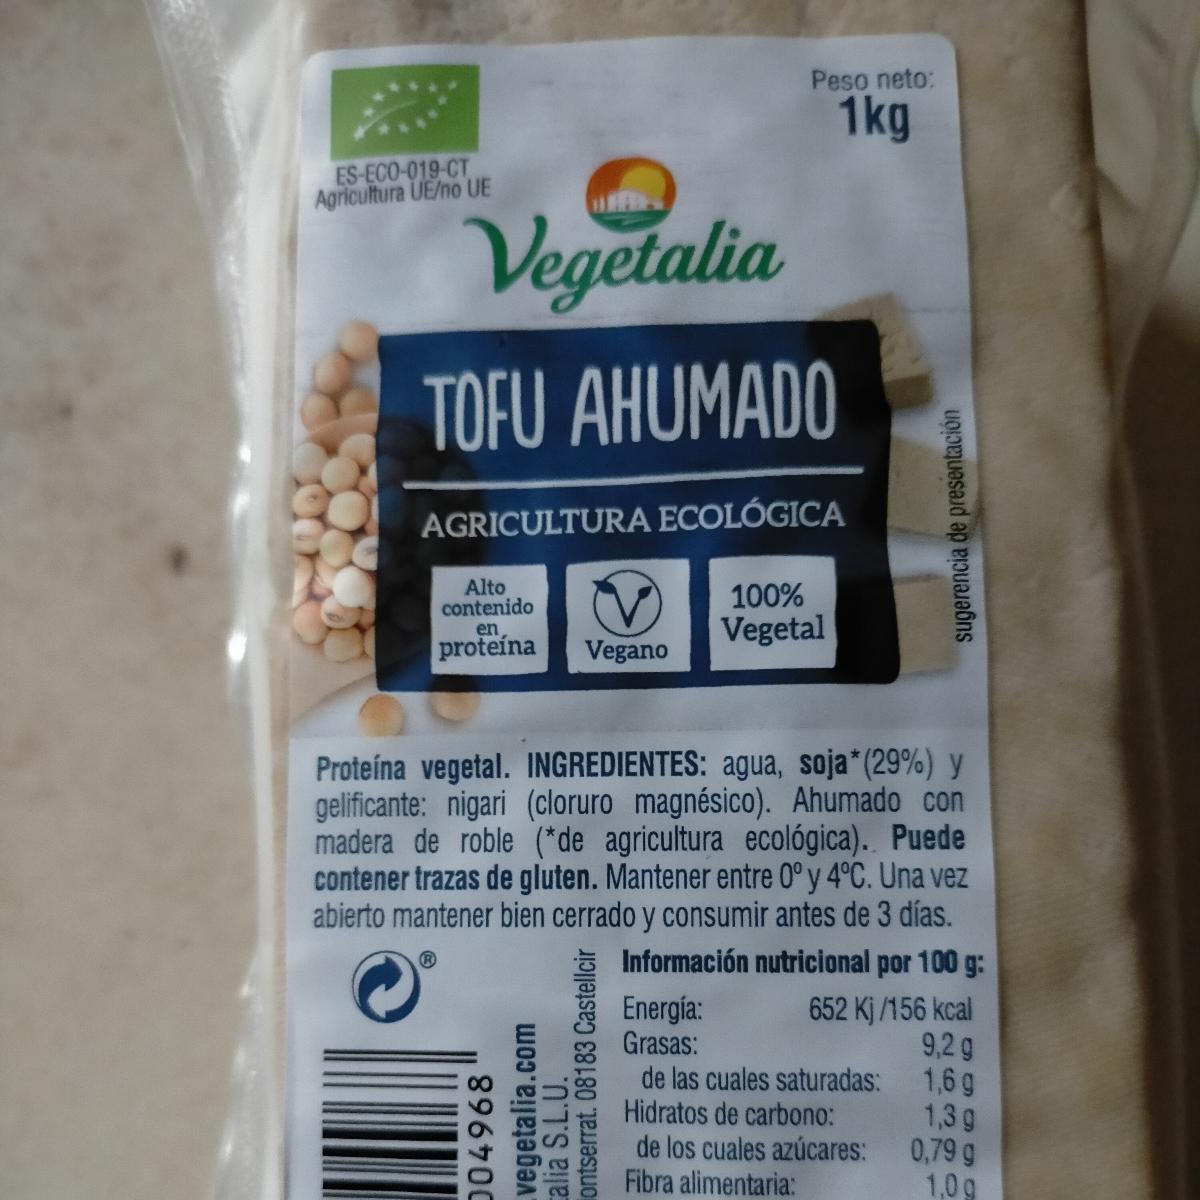 Peso neto:
1kg
ES-ECO-019-CT
Agricultura UE/no UE
Vegetalia
TOFU AHUMADO
AGRICULTURA ECOLÓGICA
Alto
contenido
en
proteína
Vegano
100%
Vegetal
sugerencia de presentación
Proteína vegetal. INGREDIENTES: agua, soja*(29%) y
gelificante: nigari (cloruro magnésico). Ahumado con
madera de roble (*de agricultura ecológica). Puede
contener trazas de gluten. Mantener entre 0º y 4ºC. Una vez
abierto mantener bien cerrado y consumir antes de 3 días.
®
004968
.vegetalia.com
S.L.U.
08183 Castellcir
Información nutricional por 100 g:
Energía: 652 Kj /156 kcal
Grasas: 9,2 g
de las cuales saturadas: 1,6 g
Hidratos de carbono: 1,3 g
de los cuales azúcares: 0,79 g
Fibra alimentaria: 1,0 g